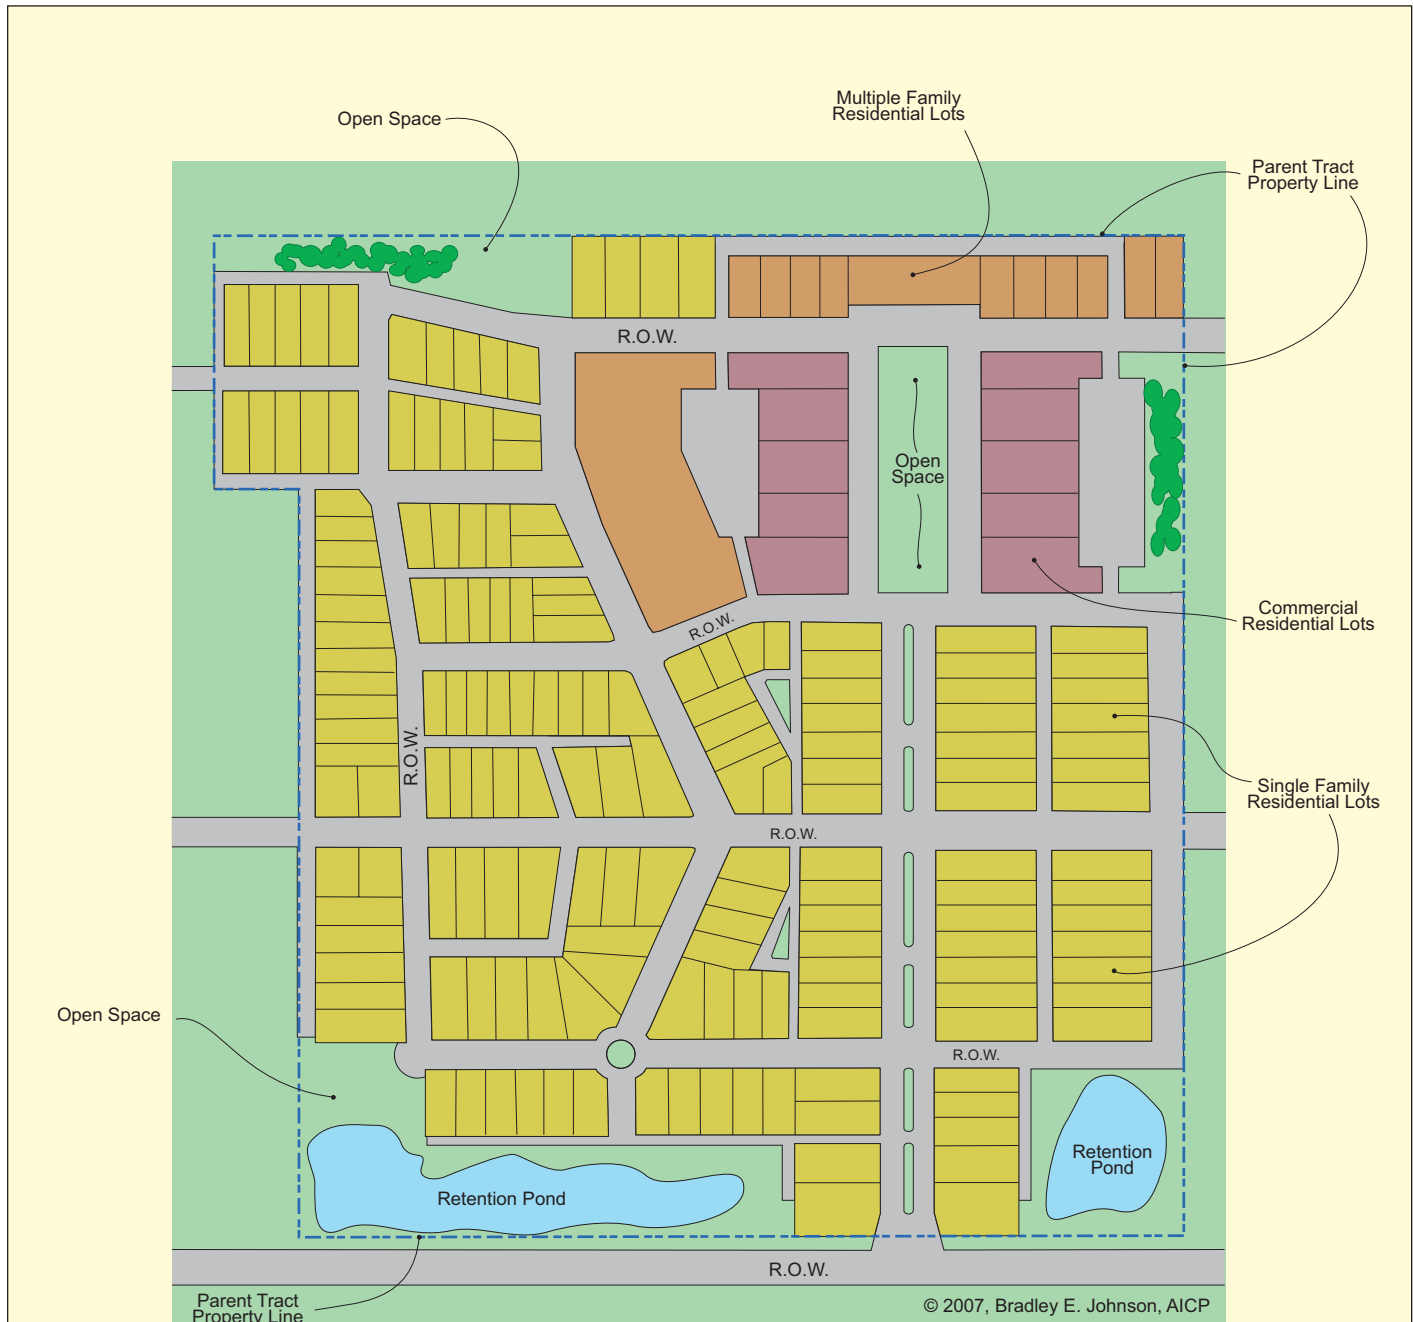 Multiple Family
Residential Lots
Open Space
Parent Tract
Property Line
R.O.W.
Open
Space
Commercial
Residential Lots
R.O.W.
R.O.W.
Single Family
Residential Lots
R.O.W.
Open Space
R.O.W.
Retention
Pond
Retention Pond
R.O.W.
Parent Tract
Property Line
© 2007, Bradley E. Johnson, AICP